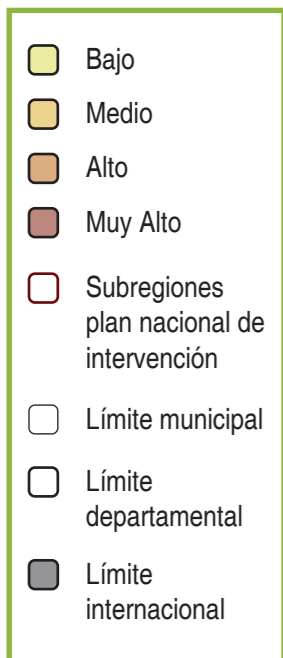 Bajo
Medio
Alto
Muy Alto
Subregiones
plan nacional de
intervención
Límite municipal
Límite
departamental
Límite
internacional